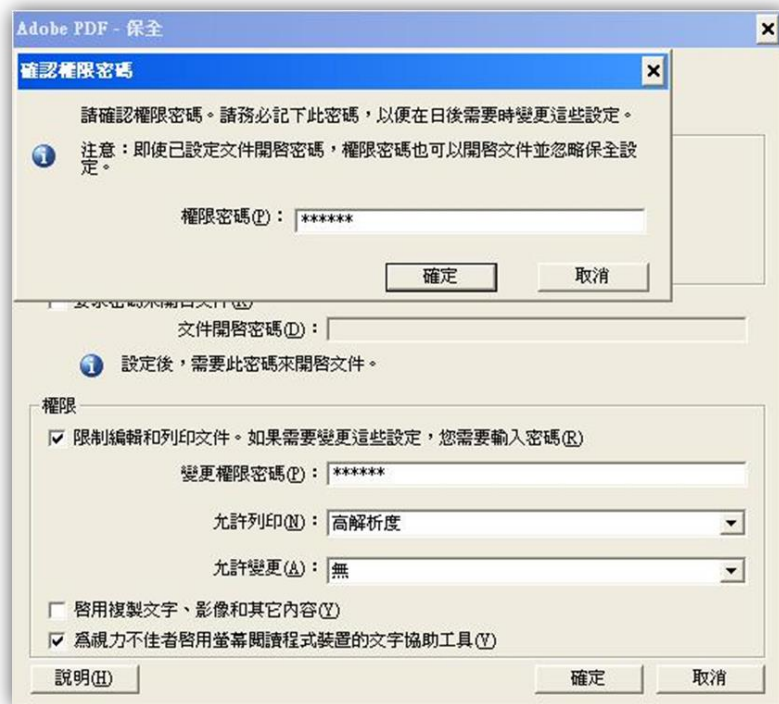 Adobe PDF - 保全
確認權限密碼
請確認權限密碼。請務必記下此密碼，以便在日後需要時變更這些設定。
注意：即使已設定文件開啓密碼，權限密碼也可以開啓文件並忽略保全設
定。
權限密碼(P)： ******
確定 取消
文件開啓密碼(D)：
設定後，需要此密碼來開啓文件。
權限
限制編輯和列印文件。如果需要變更這些設定，您需要輸入密碼(R)
變更權限密碼(P)： ******
允許列印(N)： 高解析度
允許變更(A)： 無
啓用複製文字、影像和其它內容(Y)
爲視力不佳者啓用螢幕閱讀程式裝置的文字協助工具(V)
說明(H) 確定 取消